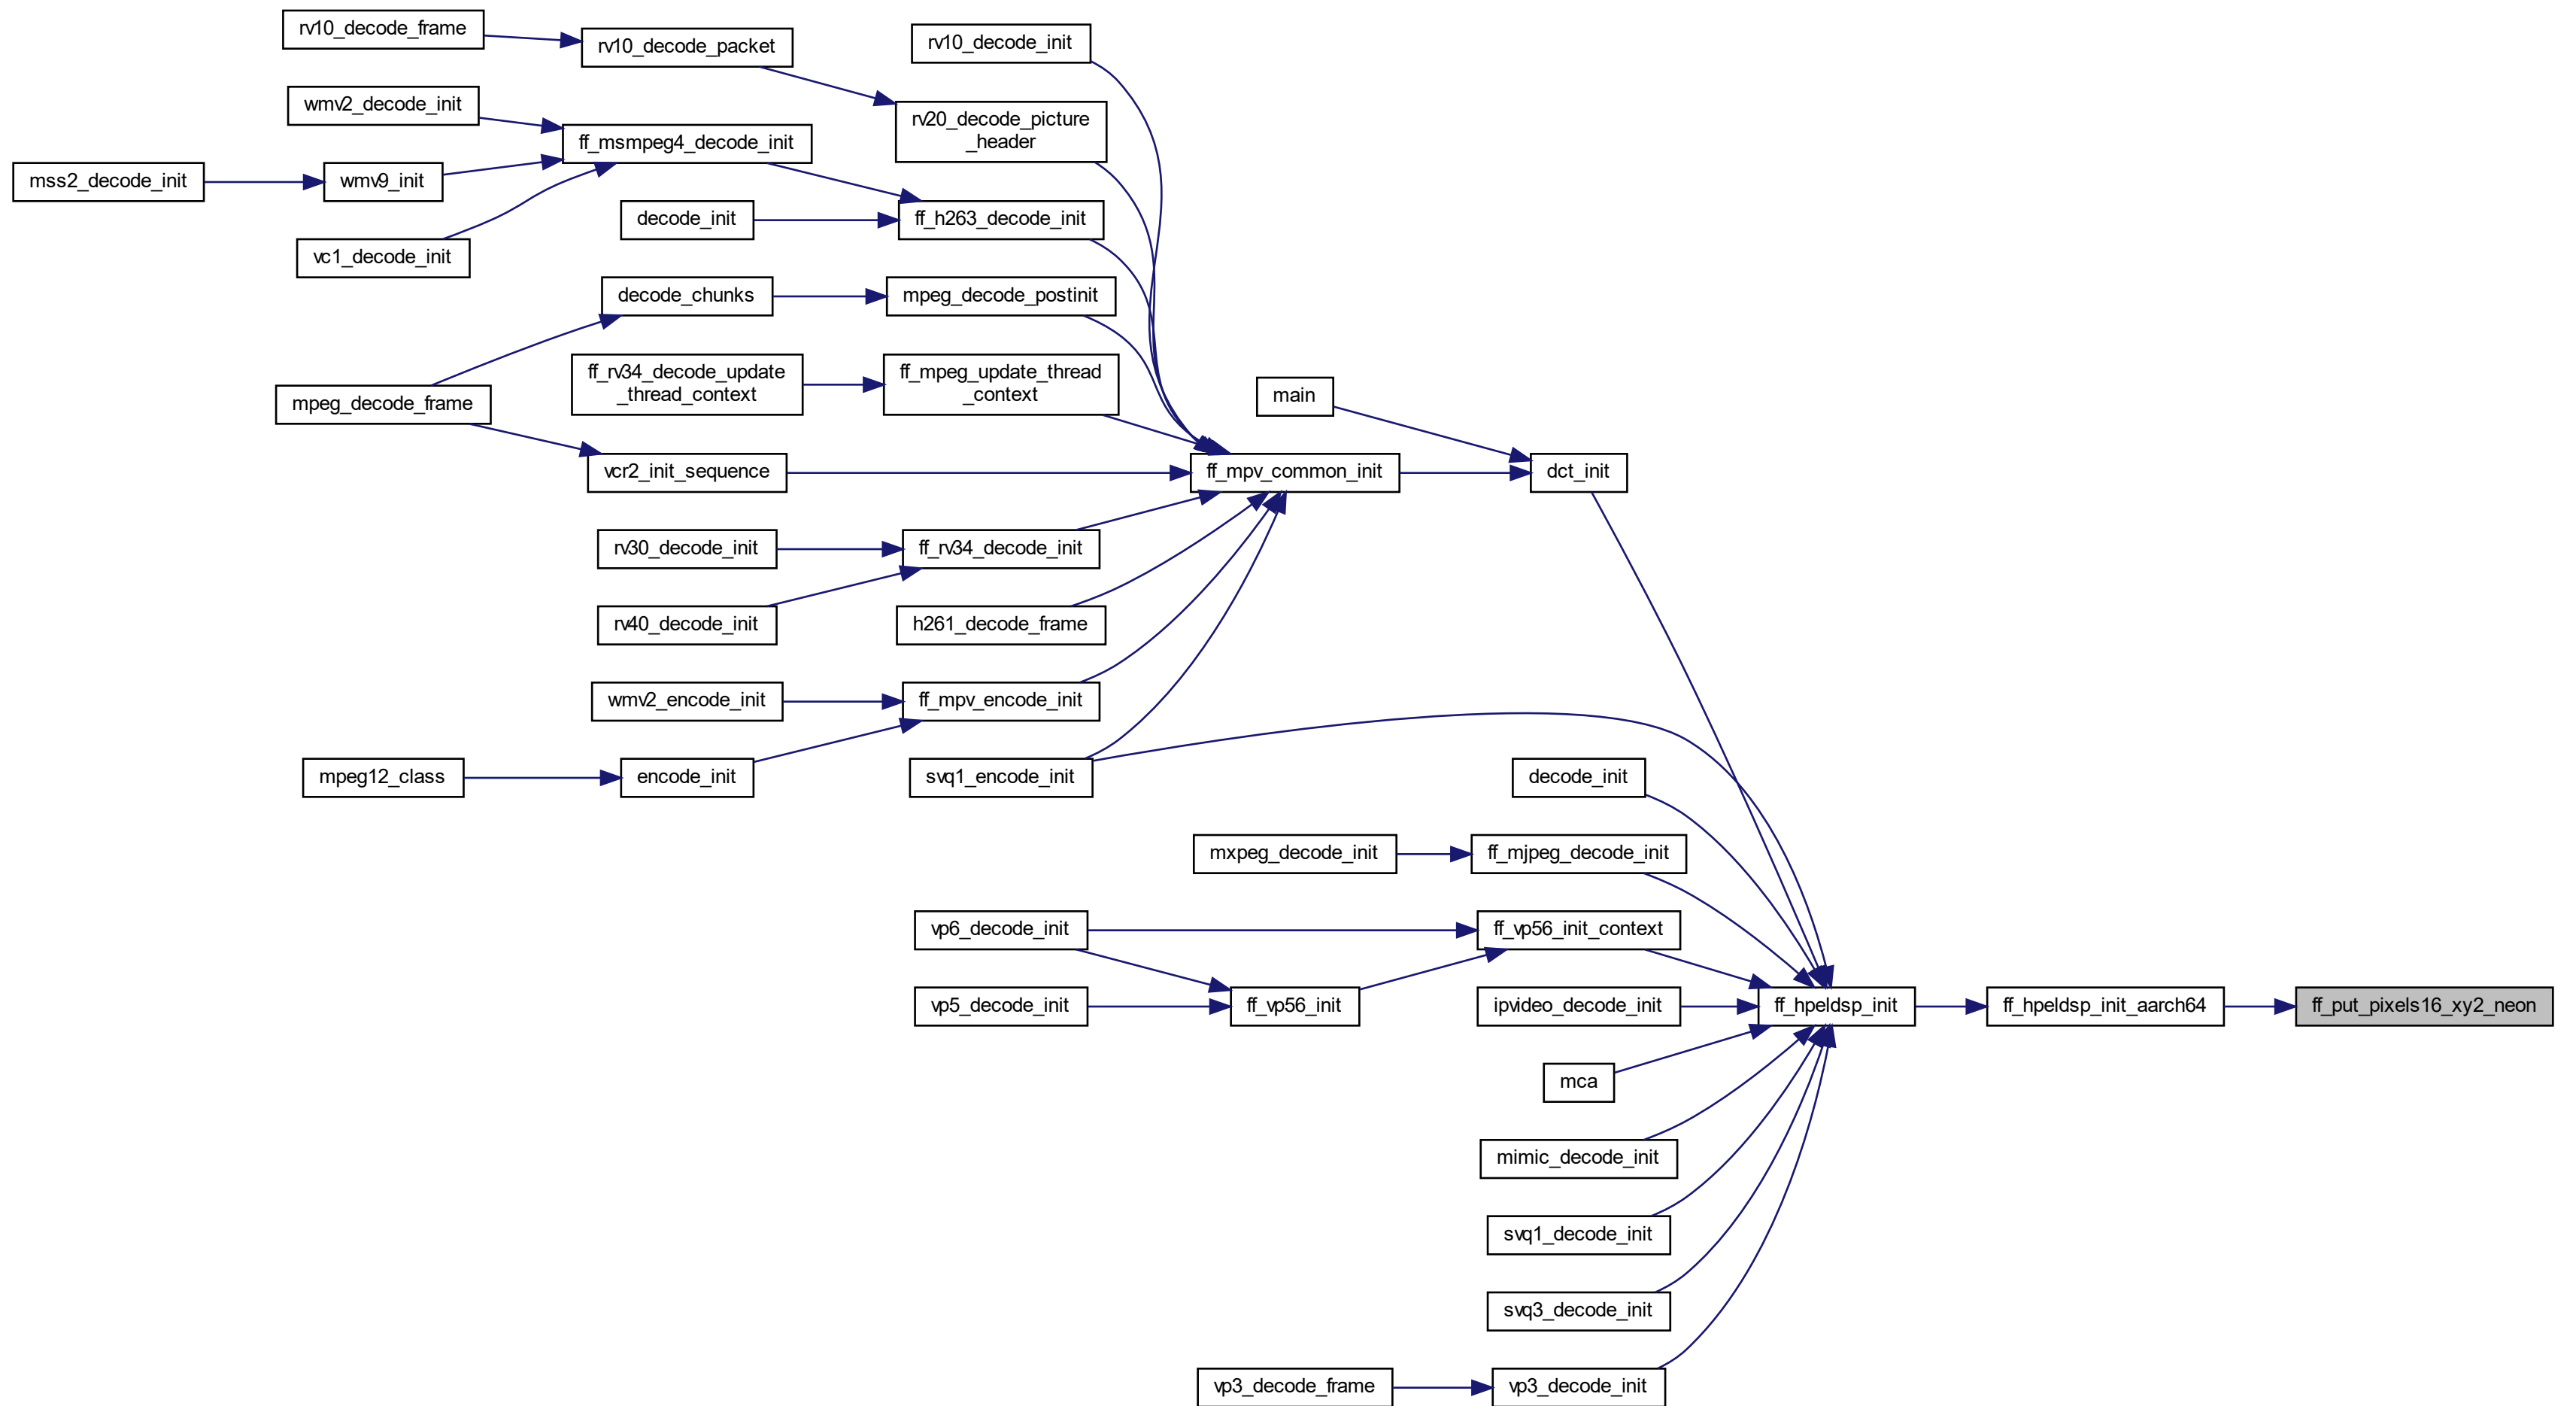 rv10_decode_frame
rv10_decode_packet
rv10_decode_init
wmv2_decode_init
rv20_decode_picture
_header
ff_msmpeg4_decode_init
mss2_decode_init
wmv9_init
decode_init
ff_h263_decode_init
vc1_decode_init
decode_chunks
mpeg_decode_postinit
ff_rv34_decode_update
_thread_context
ff_mpeg_update_thread
_context
main
mpeg_decode_frame
vcr2_init_sequence
ff_mpv_common_init
dct_init
rv30_decode_init
ff_rv34_decode_init
rv40_decode_init
h261_decode_frame
wmv2_encode_init
ff_mpv_encode_init
mpeg12_class
encode_init
svq1_encode_init
decode_init
mxpeg_decode_init
ff_mjpeg_decode_init
vp6_decode_init
ff_vp56_init_context
vp5_decode_init
ff_vp56_init
ipvideo_decode_init
ff_hpeldsp_init
ff_hpeldsp_init_aarch64
ff_put_pixels16_xy2_neon
mca
mimic_decode_init
svq1_decode_init
svq3_decode_init
vp3_decode_frame
vp3_decode_init